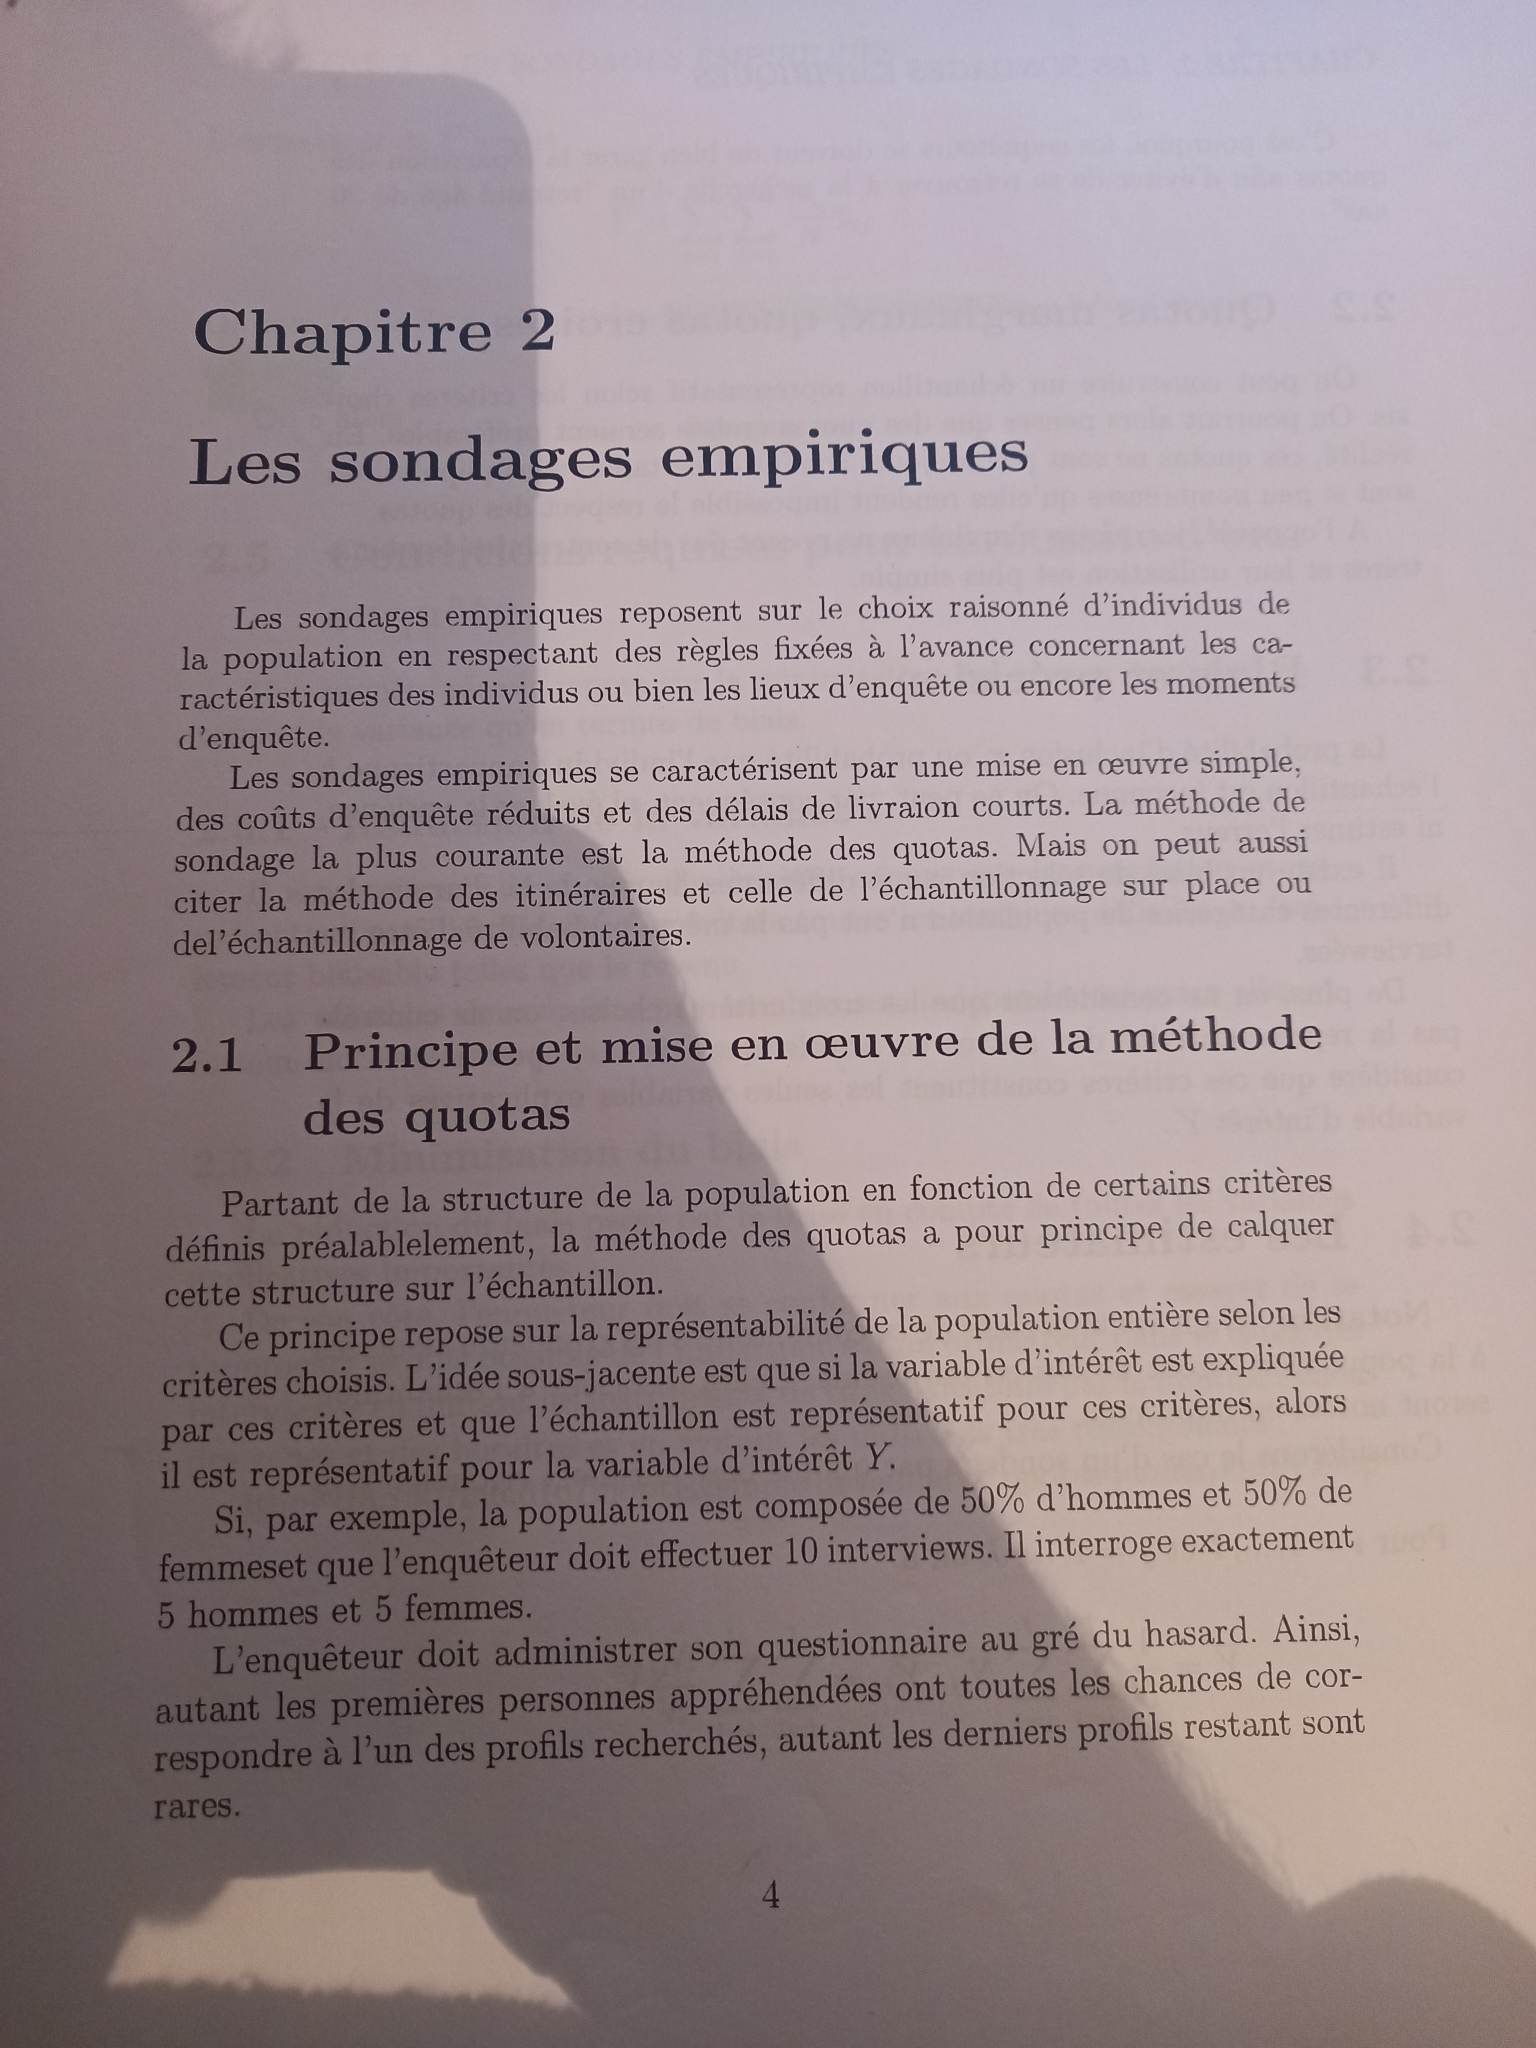 Chapitre 2
Les sondages empiriques
Les sondages empiriques reposent sur le choix raisonné d'individus de
la population en respectant des règles fixées à l'avance concernant les ca-
ractéristiques des individus ou bien les lieux d'enquête ou encore les moments
d'enquête.
Les sondages empiriques se caractérisent par une mise en œuvre simple,
des coûts d'enquête réduits et des délais de livraion courts. La méthode de
sondage la plus courante est la méthode des quotas. Mais on peut aussi
citer la méthode des itinéraires et celle de l'échantillonnage sur place ou
del'échantillonnage de volontaires.
2.1 Principe et mise en œuvre de la méthode
des quotas
Partant de la structure de la population en fonction de certains critères
définis préalablelement, la méthode des quotas a pour principe de calquer
cette structure sur l'échantillon.
Ce principe repose sur la représentabilité de la population entière selon les
critères choisis. L'idée sous-jacente est que si la variable d'intérêt est expliquée
par ces critères et que l'échantillon est représentatif pour ces critères, alors
il est représentatif pour la variable d'intérêt Y.
Si, par exemple, la population est composée de 50% d'hommes et 50% de
femmeset que l'enquêteur doit effectuer 10 interviews. Il interroge exactement
5 hommes et 5 femmes.
L'enquêteur doit administrer son questionnaire au gré du hasard. Ainsi,
autant les premières personnes appréhendées ont toutes les chances de cor-
respondre à l'un des profils recherchés, autant les derniers profils restant sont
rares.
4